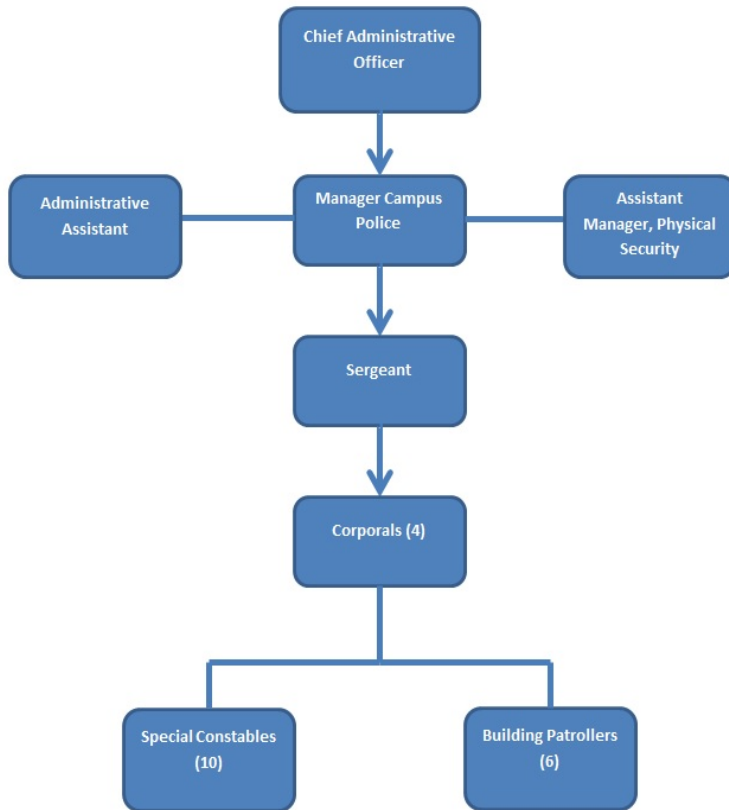 Chief Administrative
Officer
Administrative
Assistant
Manager Campus
Police
Assistant
Manager, Physical
Security
Sergeant
Corporals (4)
Special Constables
(10)
Building Patrollers
(6)